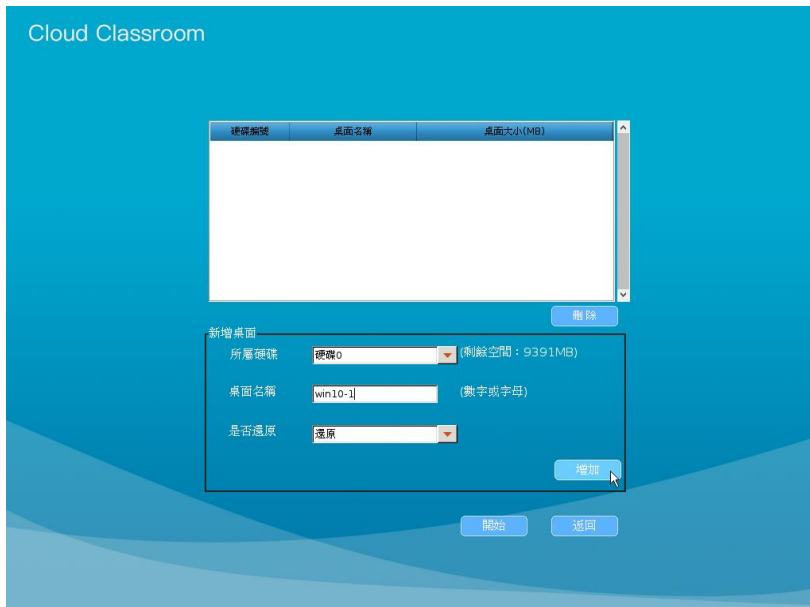 Cloud Classroom
硬碟編號 桌面名稱 桌面大小(MB)
刪除
新增桌面
所屬硬碟 硬碟0 (剩餘空間：9391MB)
桌面名稱 win10-1 (數字或字母)
是否還原 還原
增加
開始 返回